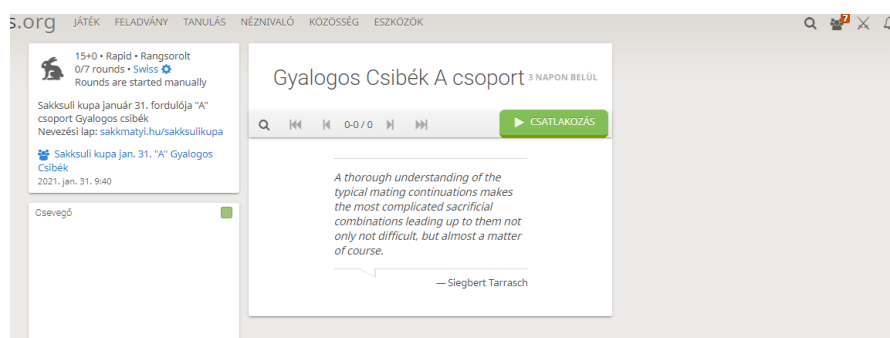 s.org JÁTÉK FELADVÁNY TANULÁS NÉZNIVALÓ KÖZÖSSÉG ESZKÖZÖK 7
15+0 • Rapid • Rangsorolt
0/7 rounds • Swiss
Rounds are started manually
Sakksuli kupa január 31. fordulója "A"
csoport Gyalogos csibék
Nevezési lap: sakkmatyi.hu/sakksulikupa
Sakksuli kupa jan. 31. "A" Gyalogos
Csibék
2021. jan. 31. 9:40
Csevegő
Gyalogos Csibék A csoport 3 NAPON BELÜL
0-0 / 0
CSATLAKOZÁS
A thorough understanding of the
typical mating continuations makes
the most complicated sacrificial
combinations leading up to them not
only not difficult, but almost a matter
of course.
— Siegbert Tarrasch